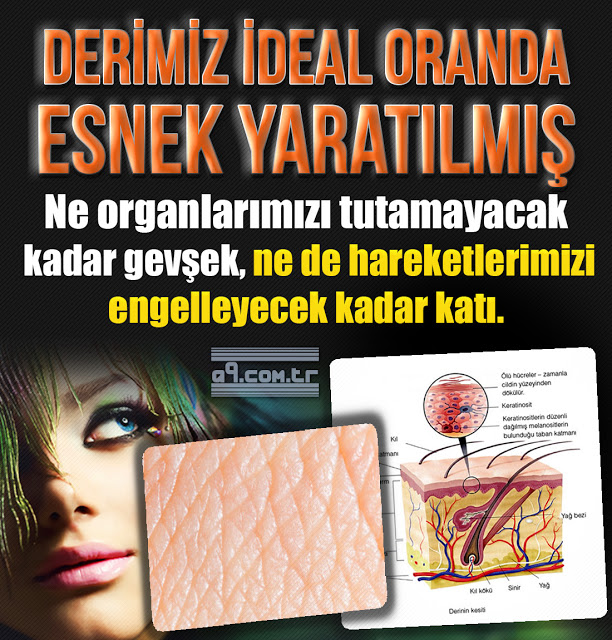 DERİMİZ İDEAL ORANDA
ESNEK YARATILMIŞ
Ne organlarımızı tutamayacak
kadar gevşek, ne de hareketlerimizi
engelleyecek kadar katı.
a9.com.tr
Ölü hücreler – zamanla
cildin yüzeyinden
dökülür.
Keratinosit
Keratinositlerin düzenli
dağılmış melanositlerin
bulunduğu taban katmanı
Kıl
Yağ bezi
Kıl kökü
Sinir
Yağ
Derinin kesiti